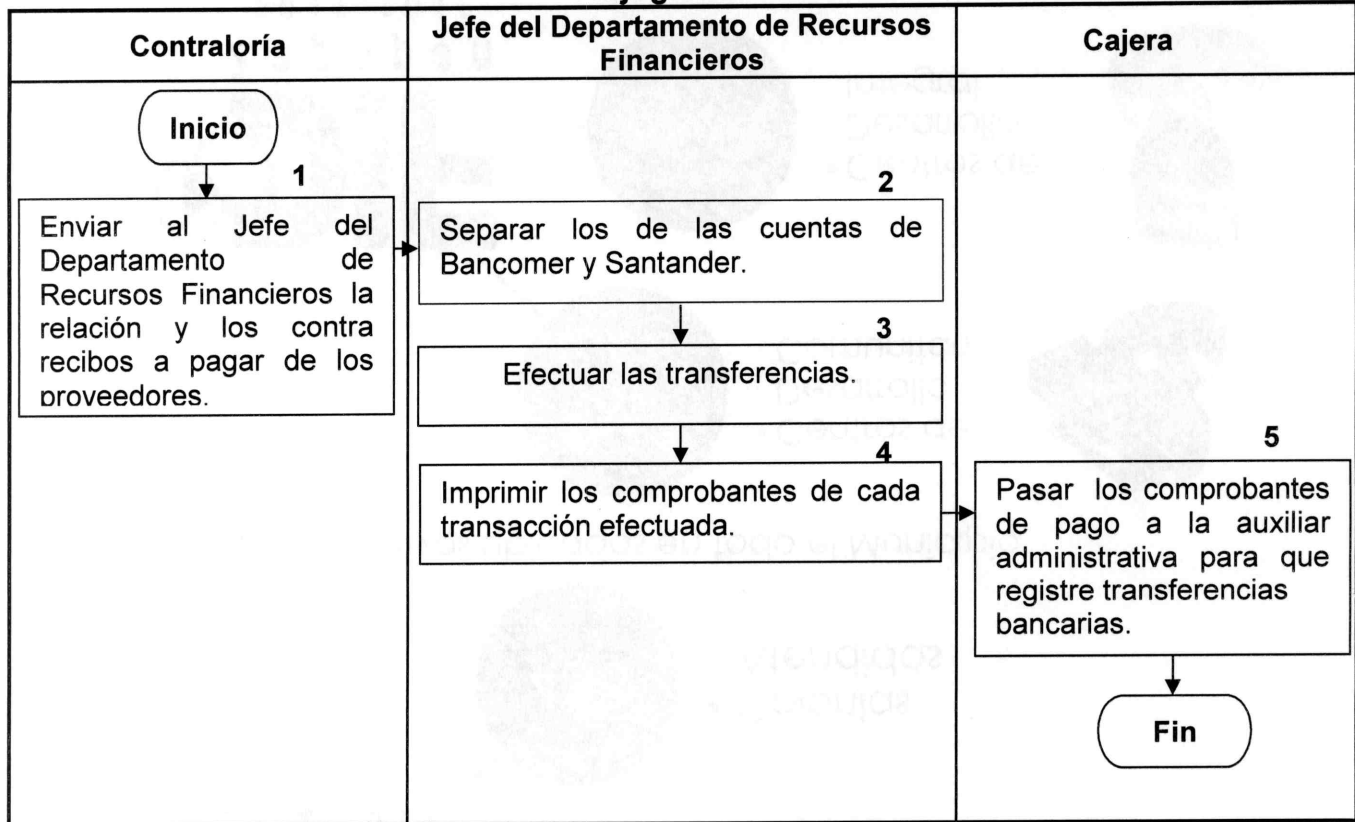 Contraloría
Jefe del Departamento de Recursos
Financieros
Cajera
Inicio
1
Enviar al Jefe del
Departamento de
Recursos Financieros la
relación y los contra
recibos a pagar de los
proveedores.
2
Separar los de las cuentas de
Bancomer y Santander.
3
Efectuar las transferencias.
4
Imprimir los comprobantes de cada
transacción efectuada.
5
Pasar los comprobantes
de pago a la auxiliar
administrativa para que
registre transferencias
bancarias.
Fin